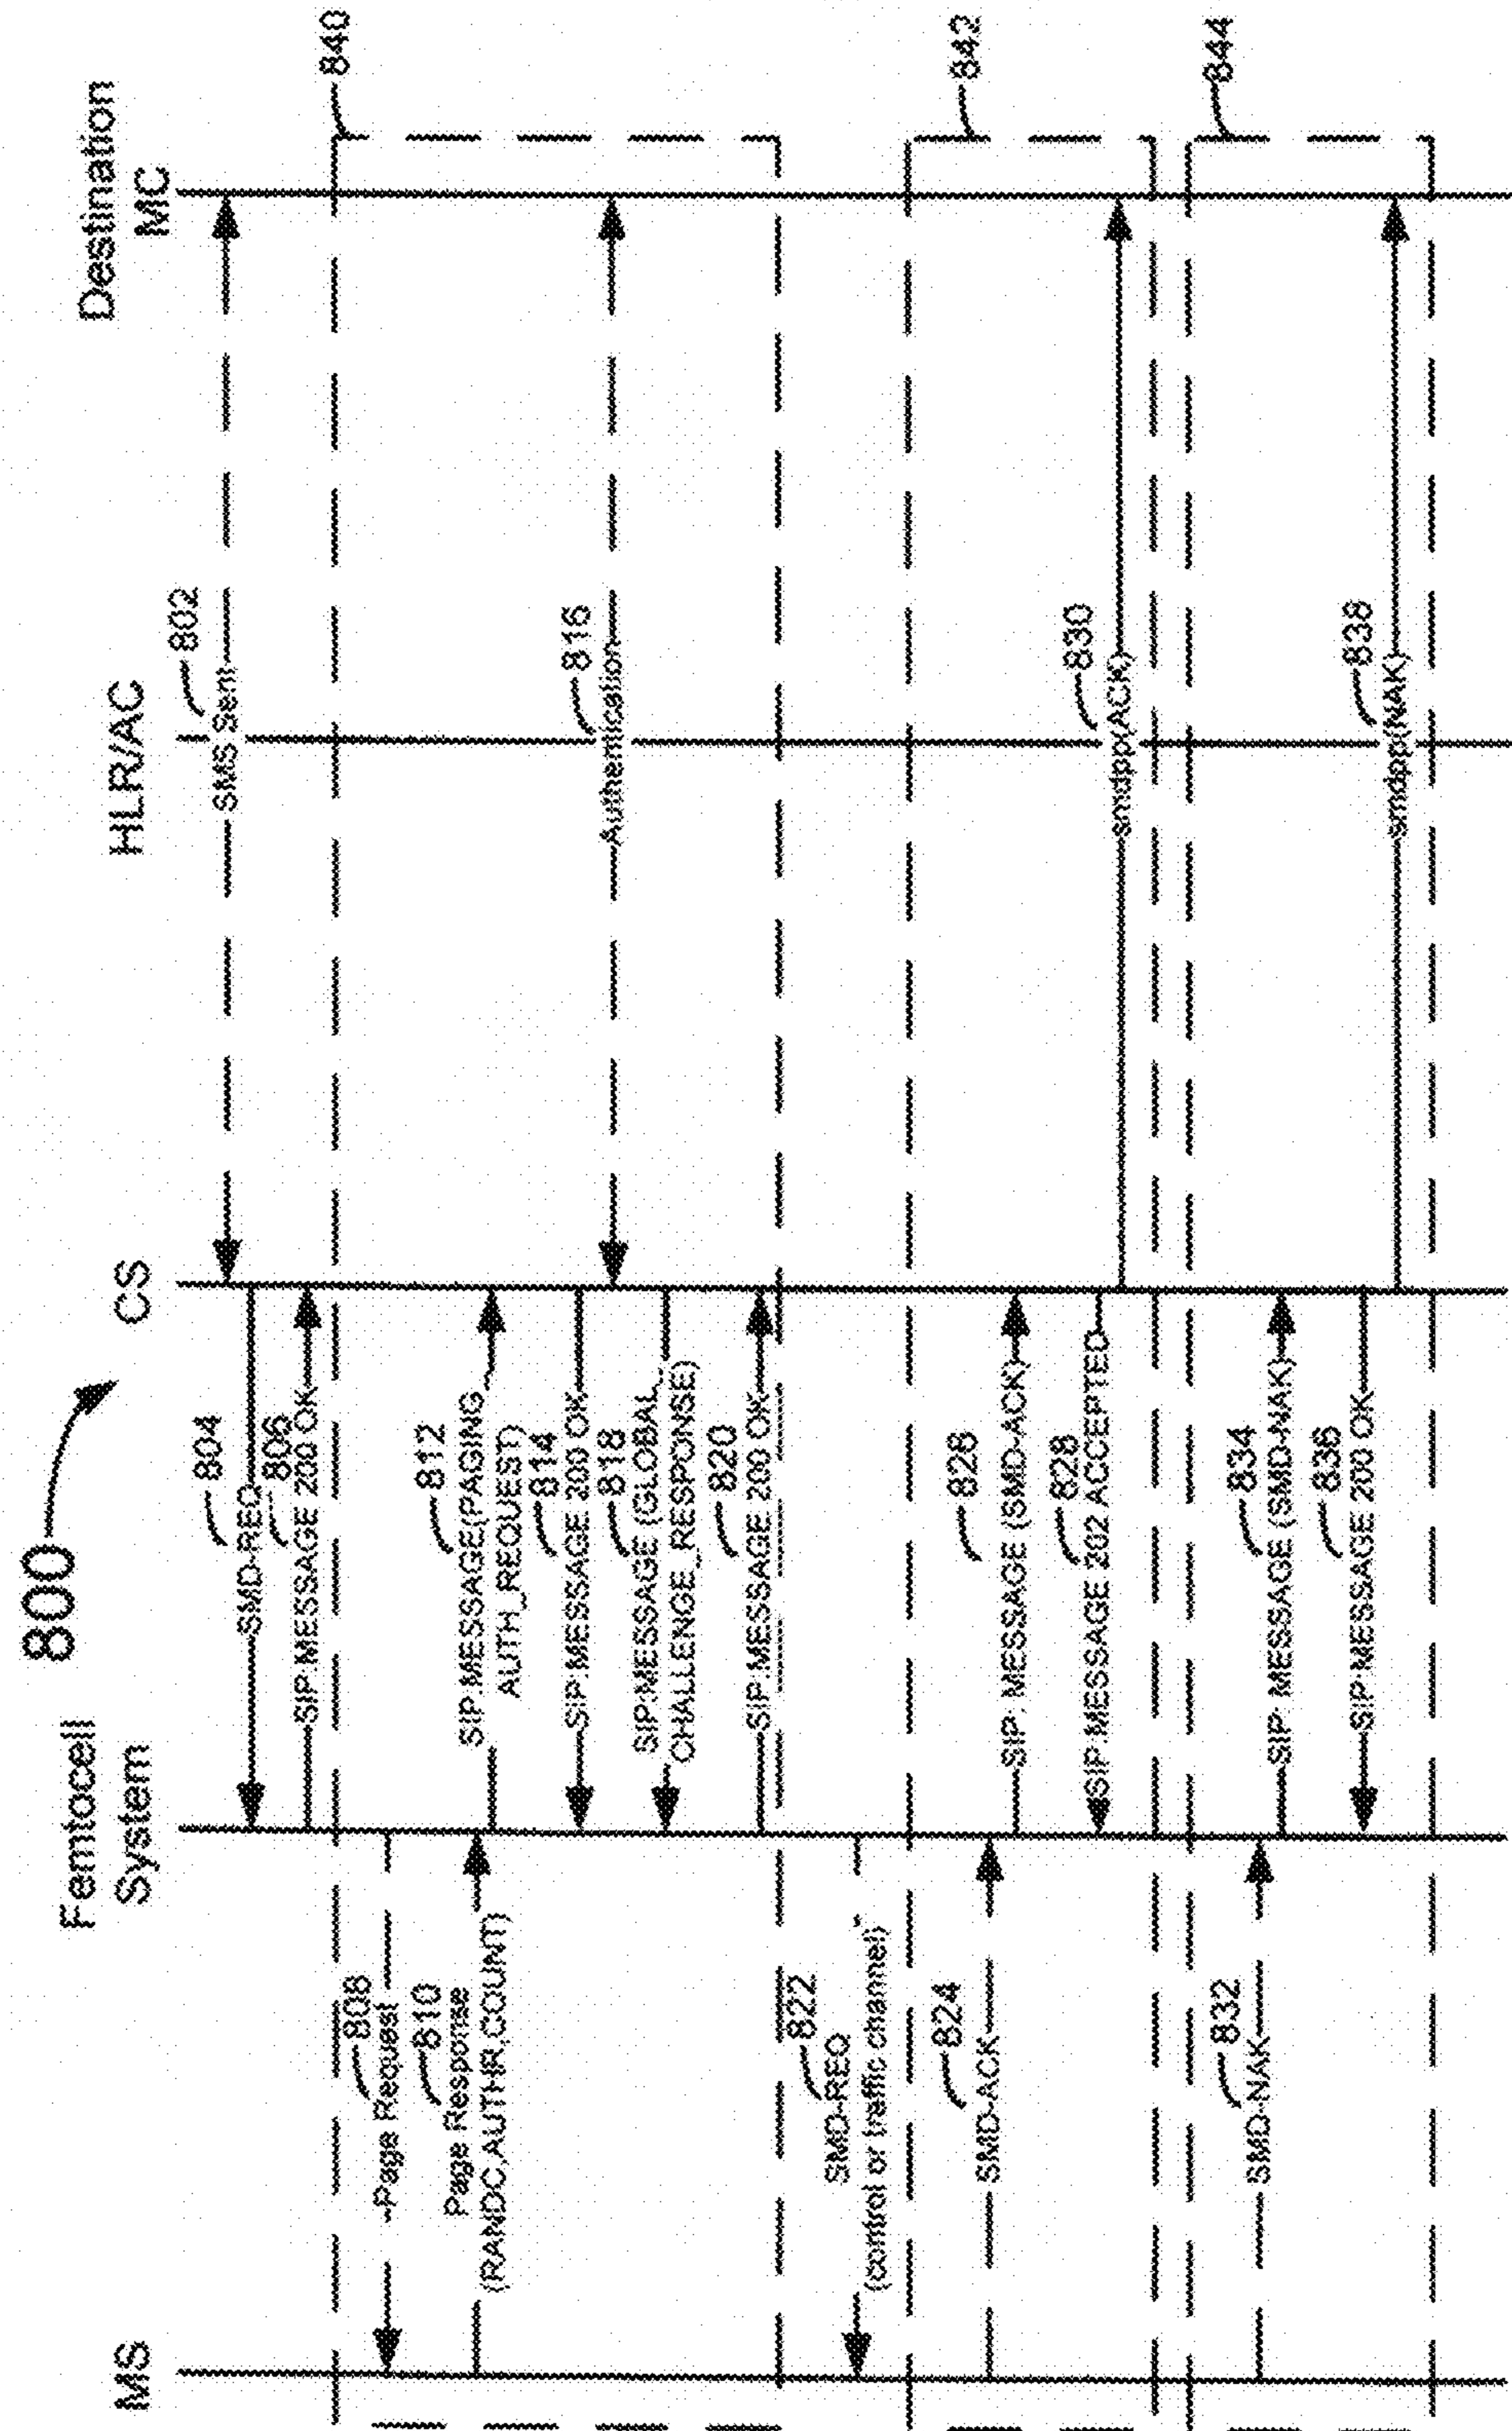 800
MS
Femtocell
System
CS
HLR/AC
Destination
MC
802
SMS Sent
804
SMD-REQ
806
SIP:MESSAGE 200 OK
840
808
Page Request
810
Page Response
(RANDC,AUTHR,COUNT)
812
SIP:MESSAGE(PAGING_
AUTH_REQUEST)
814
SIP:MESSAGE 200 OK
816
Authentication
818
SIP:MESSAGE (GLOBAL_
CHALLENGE_RESPONSE)
820
SIP:MESSAGE 200 OK
822
SMD-REQ
(control or traffic channel)
842
824
SMD-ACK
828
SIP: MESSAGE (SMD-ACK)
828
SIP:MESSAGE 202 ACCEPTED
830
smdpp(ACK)
844
832
SMD-NAK
834
SIP: MESSAGE (SMD-NAK)
836
SIP:MESSAGE 200 OK
838
smdpp(NAK)